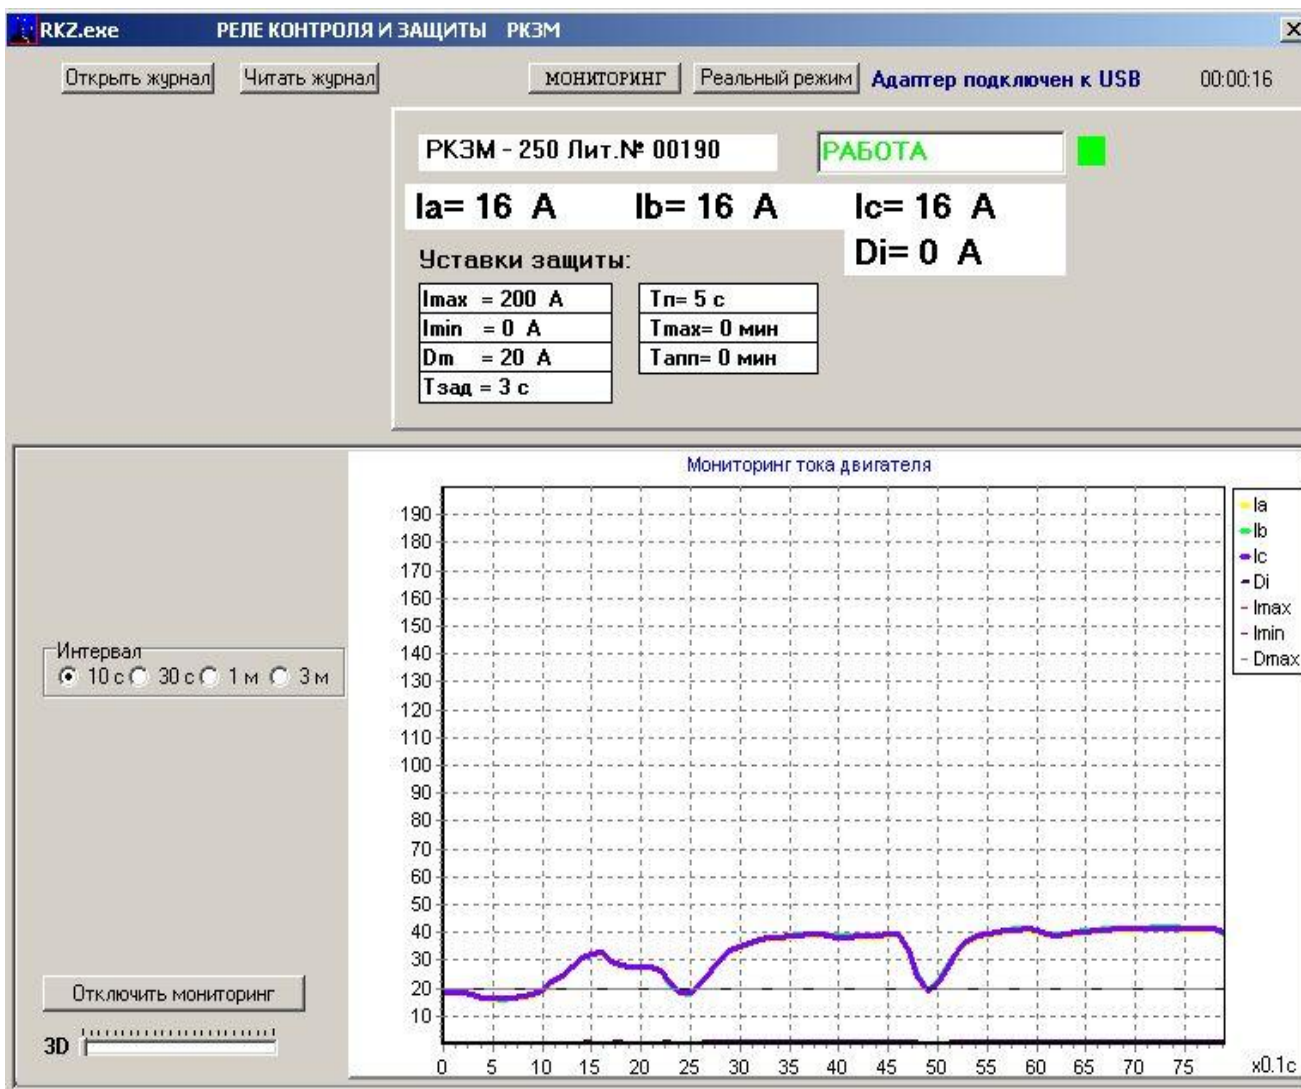 RKZ.exe РЕЛЕ КОНТРОЛЯ И ЗАЩИТЫ РКЗМ
Открыть журнал Читать журнал МОНИТОРИНГ Реальный режим Адаптер подключен к USB 00:00:16
РКЗМ - 250 Лит.№ 00190 РАБОТА
Ia= 16 A Ib= 16 A Ic= 16 A
Di= 0 A
Уставки защиты:
Imax = 200 A Тп= 5 с
Imin = 0 A Тmax= 0 мин
Dm = 20 A Тапп= 0 мин
Тзад = 3 с
Мониторинг тока двигателя
190
180
170
160
150
140
130
120
110
100
90
80
70
60
50
40
30
20
10
0 5 10 15 20 25 30 35 40 45 50 55 60 65 70 75 x0.1c
Ia
Ib
Ic
Di
Imax
Imin
Dmax
Интервал
10 с 30 с 1 м 3 м
Отключить мониторинг
3D